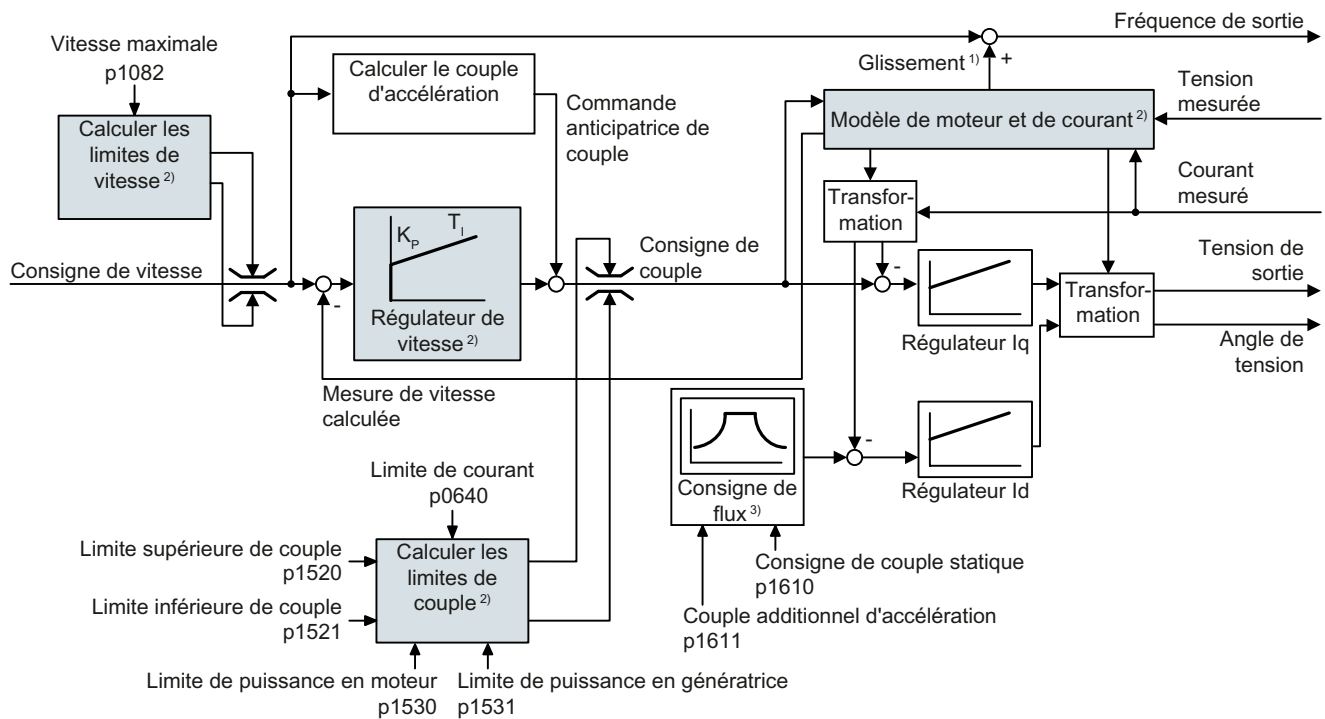 Fréquence de sortie
Vitesse maximale
p1082
Glissement 1) +
Calculer le couple
d'accélération
Tension
mesurée
Commande
anticipatrice de
couple
Calculer les
limites de
vitesse 2)
Modèle de moteur et de courant 2)
Courant
mesuré
Transfor-
mation
KP TI
Consigne de
couple
Tension de
sortie
Consigne de vitesse
-
-
Transfor-
mation
Régulateur de
vitesse 2)
Régulateur Iq
Angle de
tension
Mesure de vitesse
calculée
-
Limite de courant
p0640
Consigne de
flux 3)
Régulateur Id
Limite supérieure de couple
p1520
Calculer les
limites de
couple 2)
Consigne de couple statique
p1610
Limite inférieure de couple
p1521
Couple additionnel d'accélération
p1611
Limite de puissance en moteur
p1530
Limite de puissance en génératrice
p1531